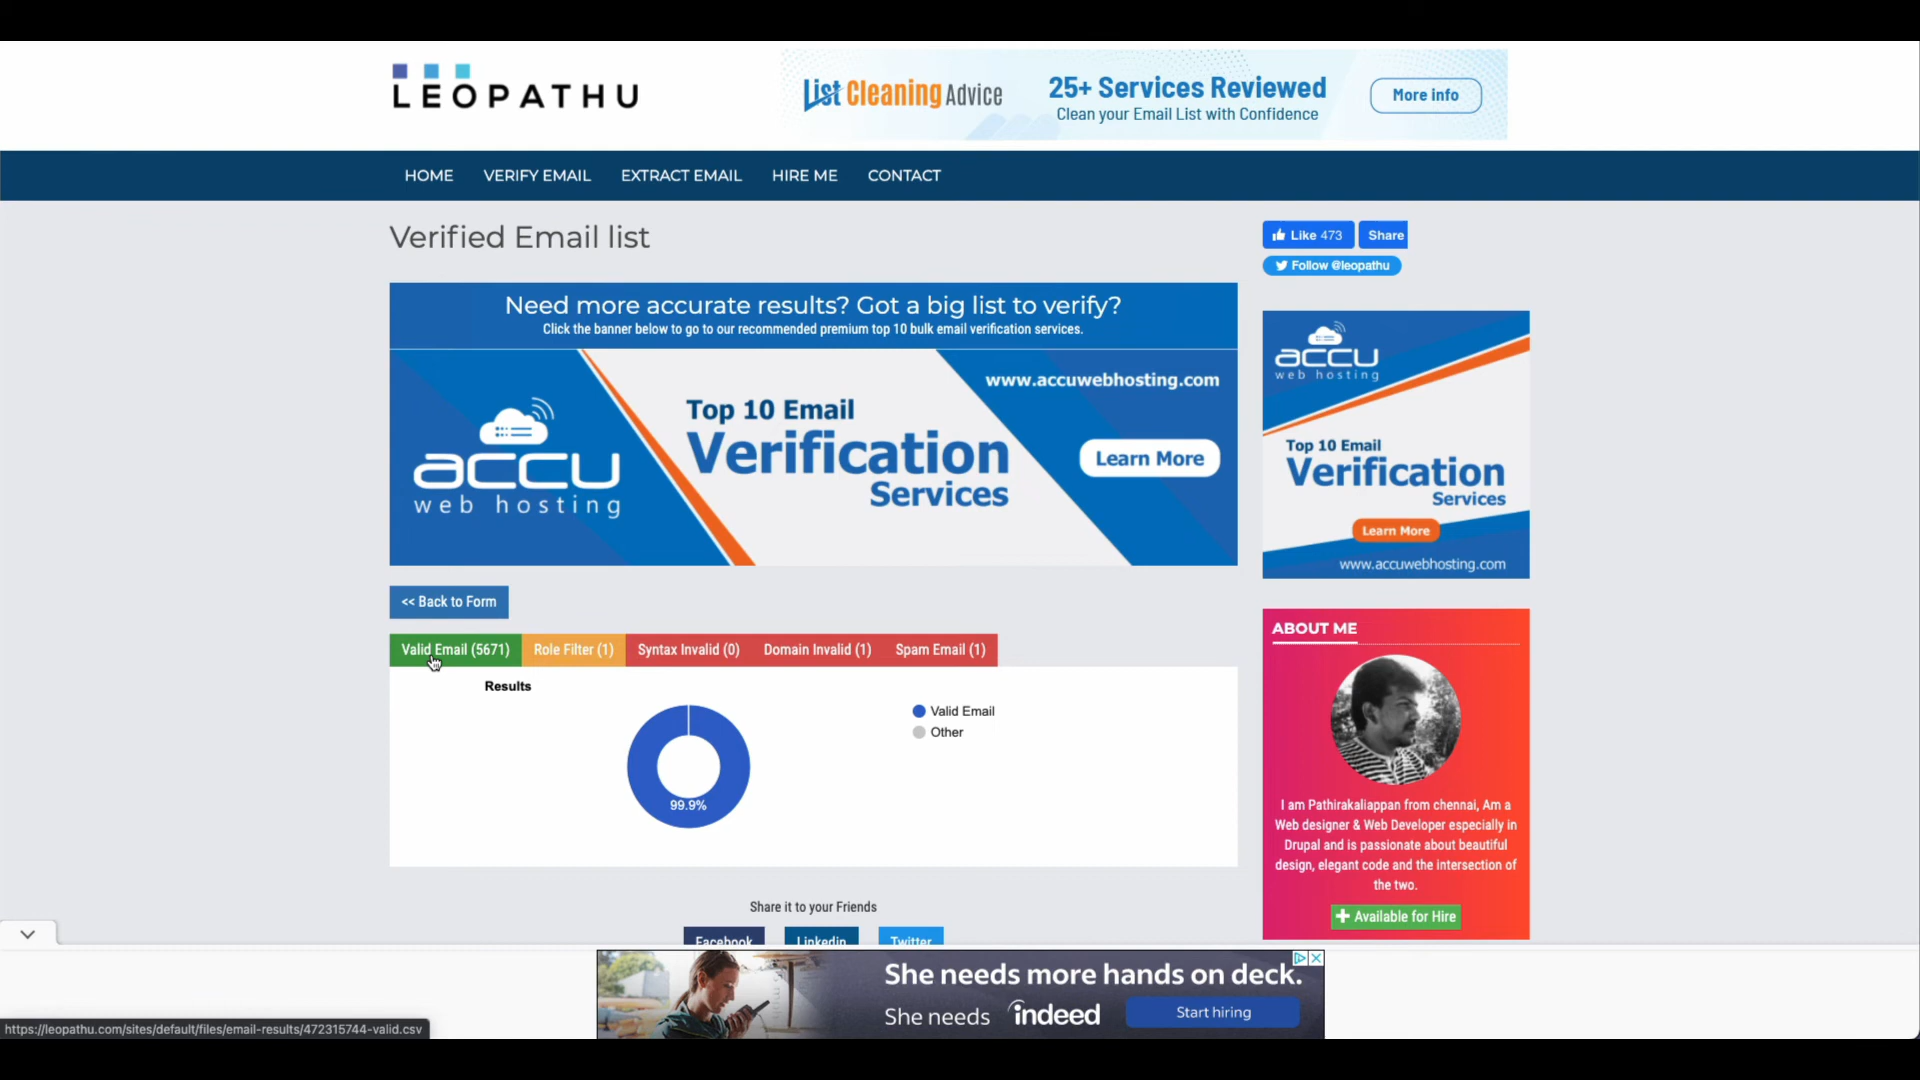 LEOPATHU
List Cleaning Advice
25+ Services Reviewed
Clean your Email List with Confidence
More info
HOME
VERIFY EMAIL
EXTRACT EMAIL
HIRE ME
CONTACT
Verified Email list
Like 473
Share
Follow @leopathu
Need more accurate results? Got a big list to verify?
Click the banner below to go to our recommended premium top 10 bulk email verification services.
accu
web hosting
Top 10 Email
Verification
Services
www.accuwebhosting.com
Learn More
accu
web hosting
Top 10 Email
Verification
Services
Learn More
www.accuwebhosting.com
<< Back to Form
Valid Email (5671)
Role Filter (1)
Syntax Invalid (0)
Domain Invalid (1)
Spam Email (1)
Results
99.9%
Valid Email
Other
ABOUT ME
I am Pathirakaliappan from chennai, Am a
Web designer & Web Developer especially in
Drupal and is passionate about beautiful
design, elegant code and the intersection of
the two.
Available for Hire
Share it to your Friends
Facebook
Linkedin
Twitter
She needs more hands on deck.
She needs indeed
Start hiring
https://leopathu.com/sites/default/files/email-results/472315744-valid.csv